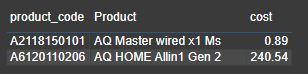 product_code Product cost
A2118150101 AQ Master wired x1 Ms 0.89
A6120110206 AQ HOME Allin1 Gen 2 240.54